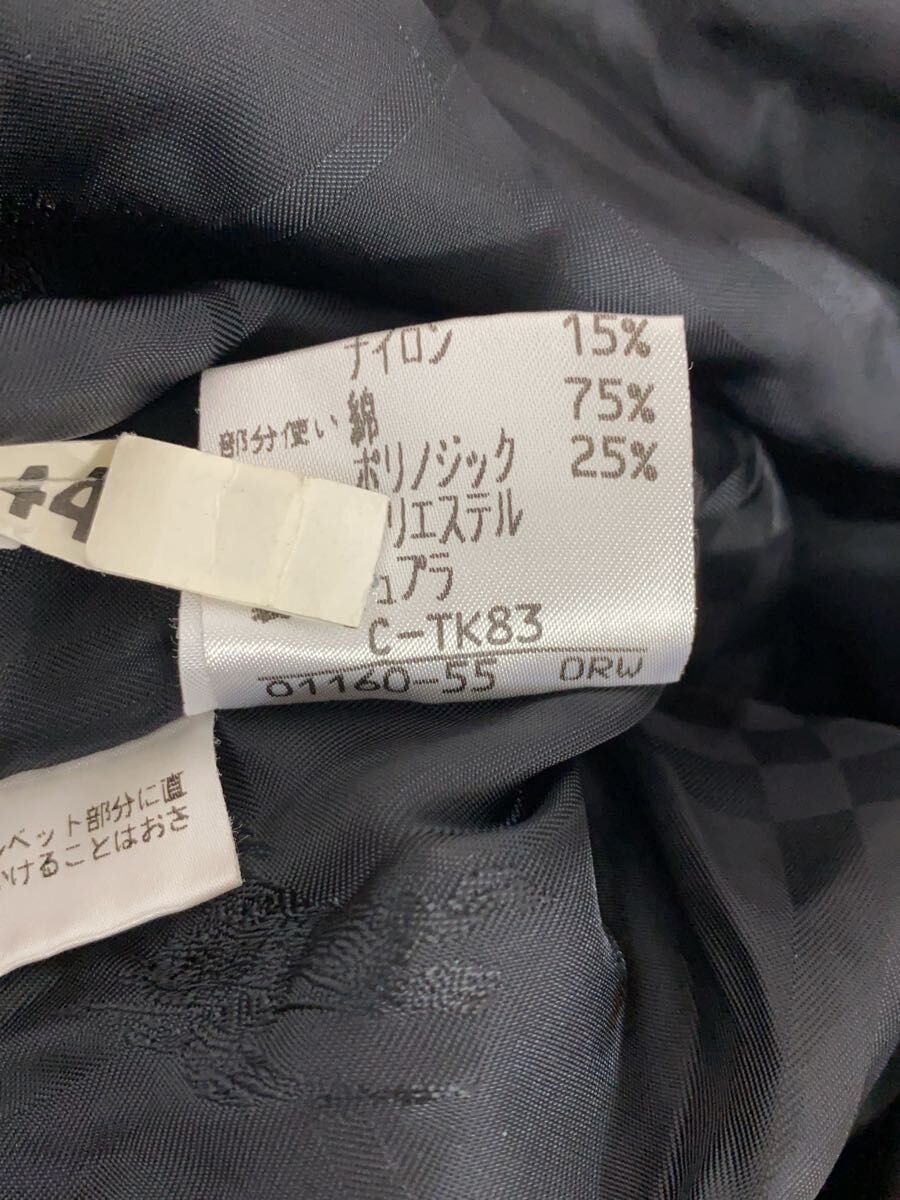 ナイロン 15%
部分使い 綿 75%
ポリノジック 25%
リエステル
ュプラ
C-TK83
01160-55 DRW
44
ベット部分に直
けることはおさ